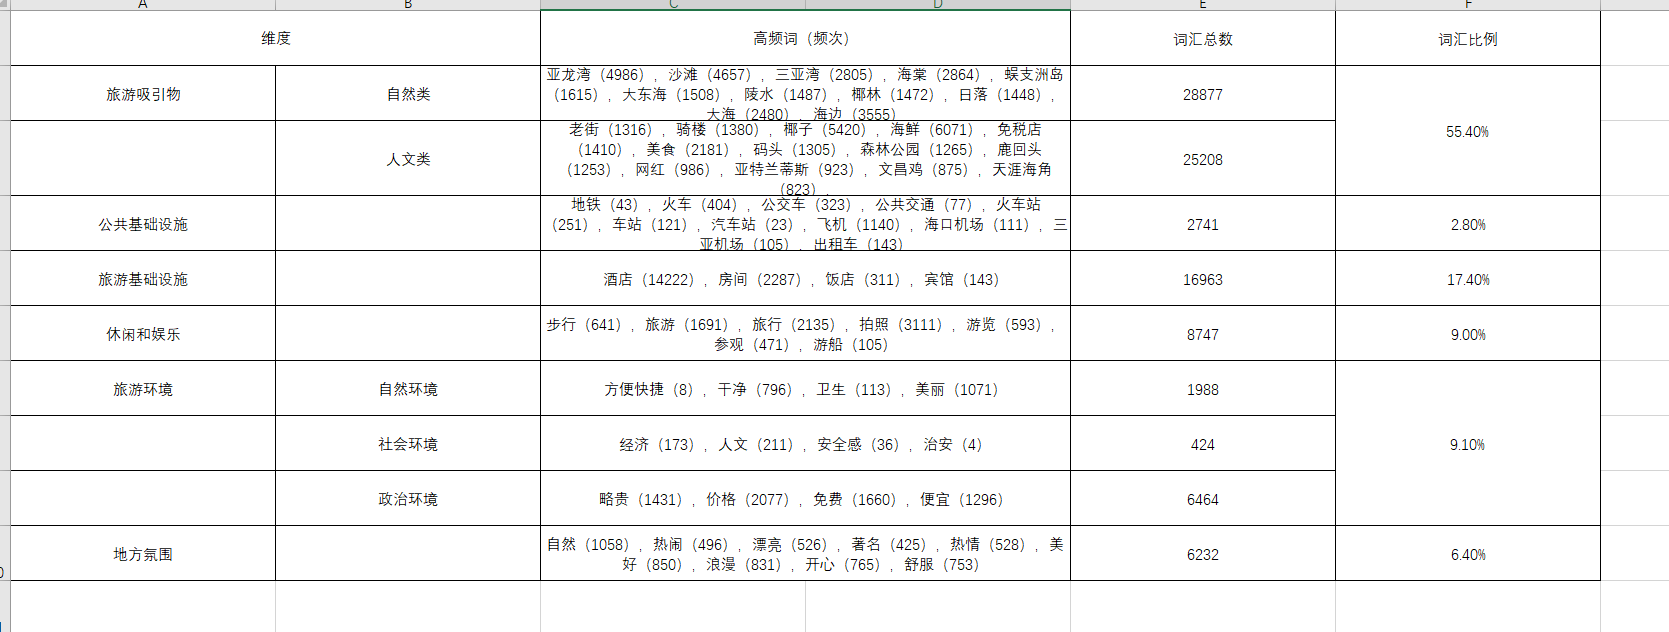 A B C D E F
维度 高频词（频次） 词汇总数 词汇比例
旅游吸引物 自然类 亚龙湾（4986）, 沙滩（4657）, 三亚湾（2805）, 海棠（2864）, 蜈支洲岛
（1615）, 大东海（1508）, 陵水（1487）, 椰林（1472）, 日落（1448）,
大海（2480）, 海边（3555） 28877
55.40%
人文类 老街（1316）, 骑楼（1380）, 椰子（5420）, 海鲜（6071）, 免税店
（1410）, 美食（2181）, 码头（1305）, 森林公园（1265）, 鹿回头
（1253）, 网红（986）, 亚特兰蒂斯（923）, 文昌鸡（875）, 天涯海角
（823）, 25208
公共基础设施 地铁（43）, 火车（404）, 公交车（323）, 公共交通（77）, 火车站
（251）, 车站（121）, 汽车站（23）, 飞机（1140）, 海口机场（111）, 三
亚机场（105）, 出租车（143） 2741 2.80%
旅游基础设施 酒店（14222）, 房间（2287）, 饭店（311）, 宾馆（143） 16963 17.40%
休闲和娱乐 步行（641）, 旅游（1691）, 旅行（2135）, 拍照（3111）, 游览（593）,
参观（471）, 游船（105） 8747 9.00%
旅游环境 自然环境 方便快捷（8）, 干净（796）, 卫生（113）, 美丽（1071） 1988
社会环境 经济（173）, 人文（211）, 安全感（36）, 治安（4） 424 9.10%
政治环境 略贵（1431）, 价格（2077）, 免费（1660）, 便宜（1296） 6464
地方氛围 自然（1058）, 热闹（496）, 漂亮（526）, 著名（425）, 热情（528）, 美
好（850）, 浪漫（831）, 开心（765）, 舒服（753） 6232 6.40%